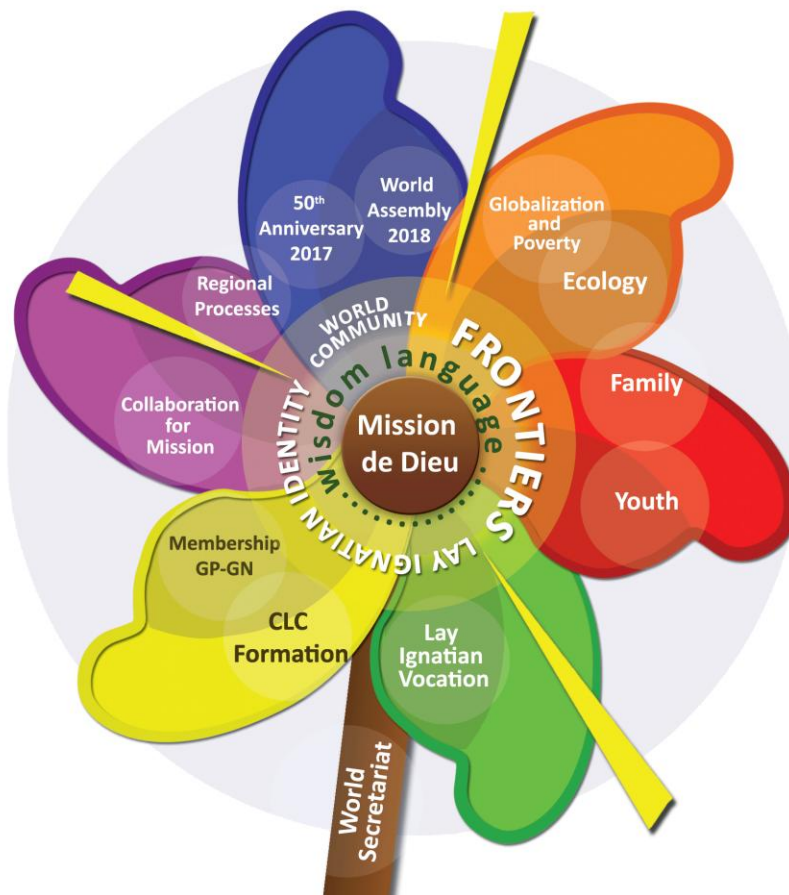 50th
Anniversary
2017
World
Assembly
2018
Globalization
and
Poverty
Ecology
Regional
Processes
WORLD
COMMUNITY
FRONTIERS
Family
wisdom language
Collaboration
for
Mission
Mission
de Dieu
Youth
LAY IGNATIAN IDENTITY
Membership
GP-GN
CLC
Formation
Lay
Ignatian
Vocation
World
Secretariat